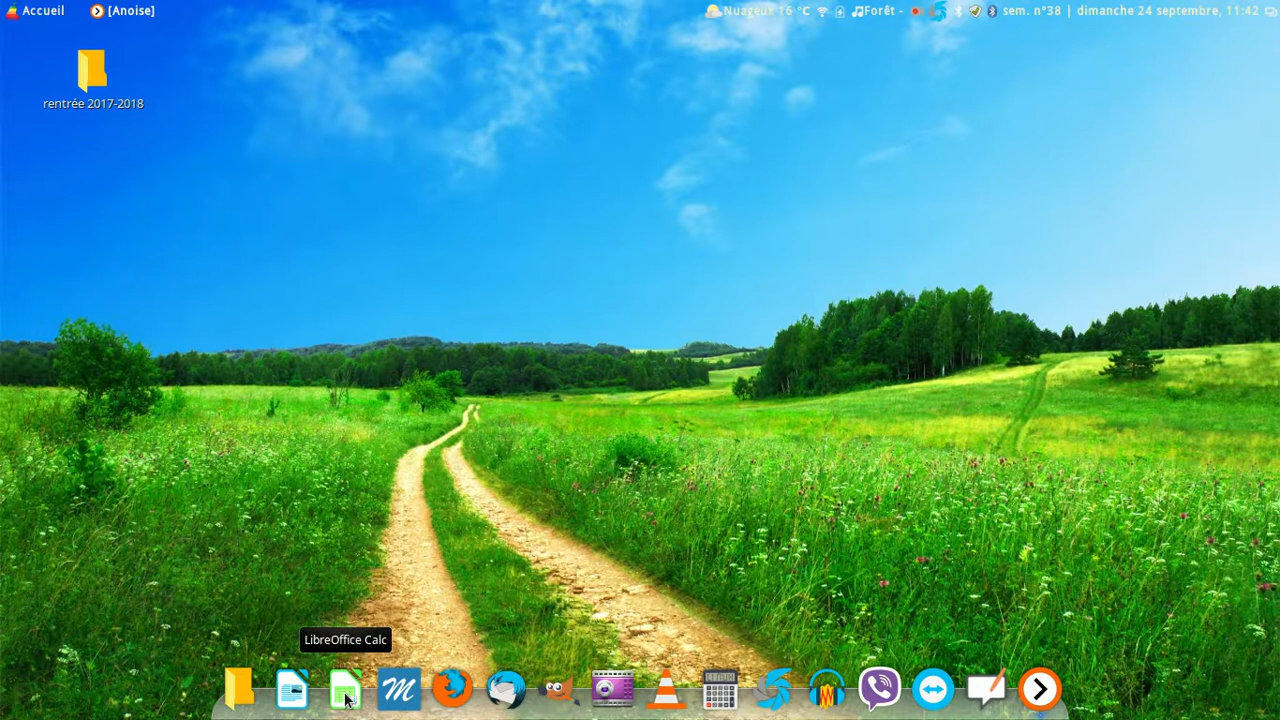 Accueil [Anoise] Nuageux 16 °C Forêt - sem. n°38 | dimanche 24 septembre, 11:42
rentrée 2017-2018
LibreOffice Calc